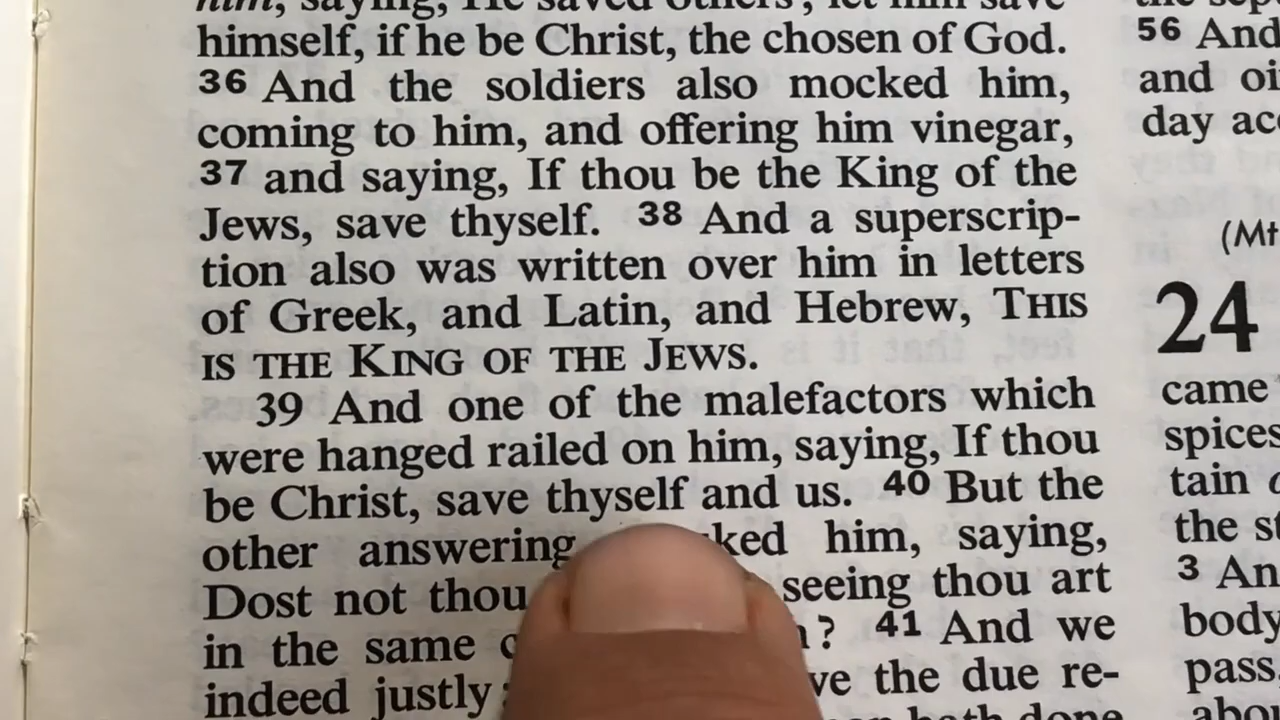 him, saying, He saved others; let him save
himself, if he be Christ, the chosen of God.
36 And the soldiers also mocked him,
coming to him, and offering him vinegar,
37 and saying, If thou be the King of the
Jews, save thyself. 38 And a superscrip-
tion also was written over him in letters
of Greek, and Latin, and Hebrew, THIS
IS THE KING OF THE JEWS.
39 And one of the malefactors which
were hanged railed on him, saying, If thou
be Christ, save thyself and us. 40 But the
other answering him, saying,
Dost not thou seeing thou art
in the same ? 41 And we
indeed justly the due re-
both done
56 And
and
day
(Mt
24
came
spices
tain
the
3
body
pass,